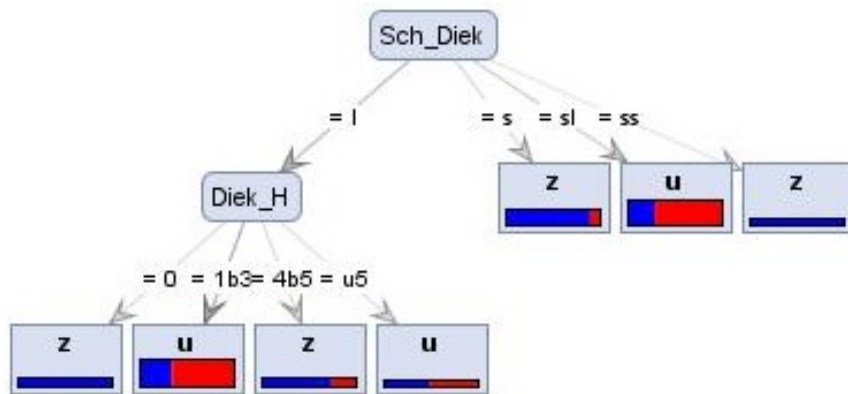 Sch_Diek
= l = s = sl = ss
z u z
Diek_H
= 0 = 1b3 = 4b5 = u5
z u z u